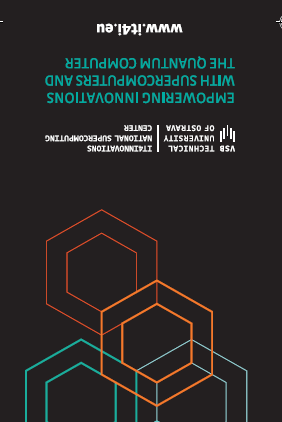 VSB TECHNICAL
UNIVERSITY
OF OSTRAVA
IT4INNOVATIONS
NATIONAL SUPERCOMPUTING
CENTER
EMPOWERING INNOVATIONS
WITH SUPERCOMPUTERS AND
THE QUANTUM COMPUTER
www.it4i.eu